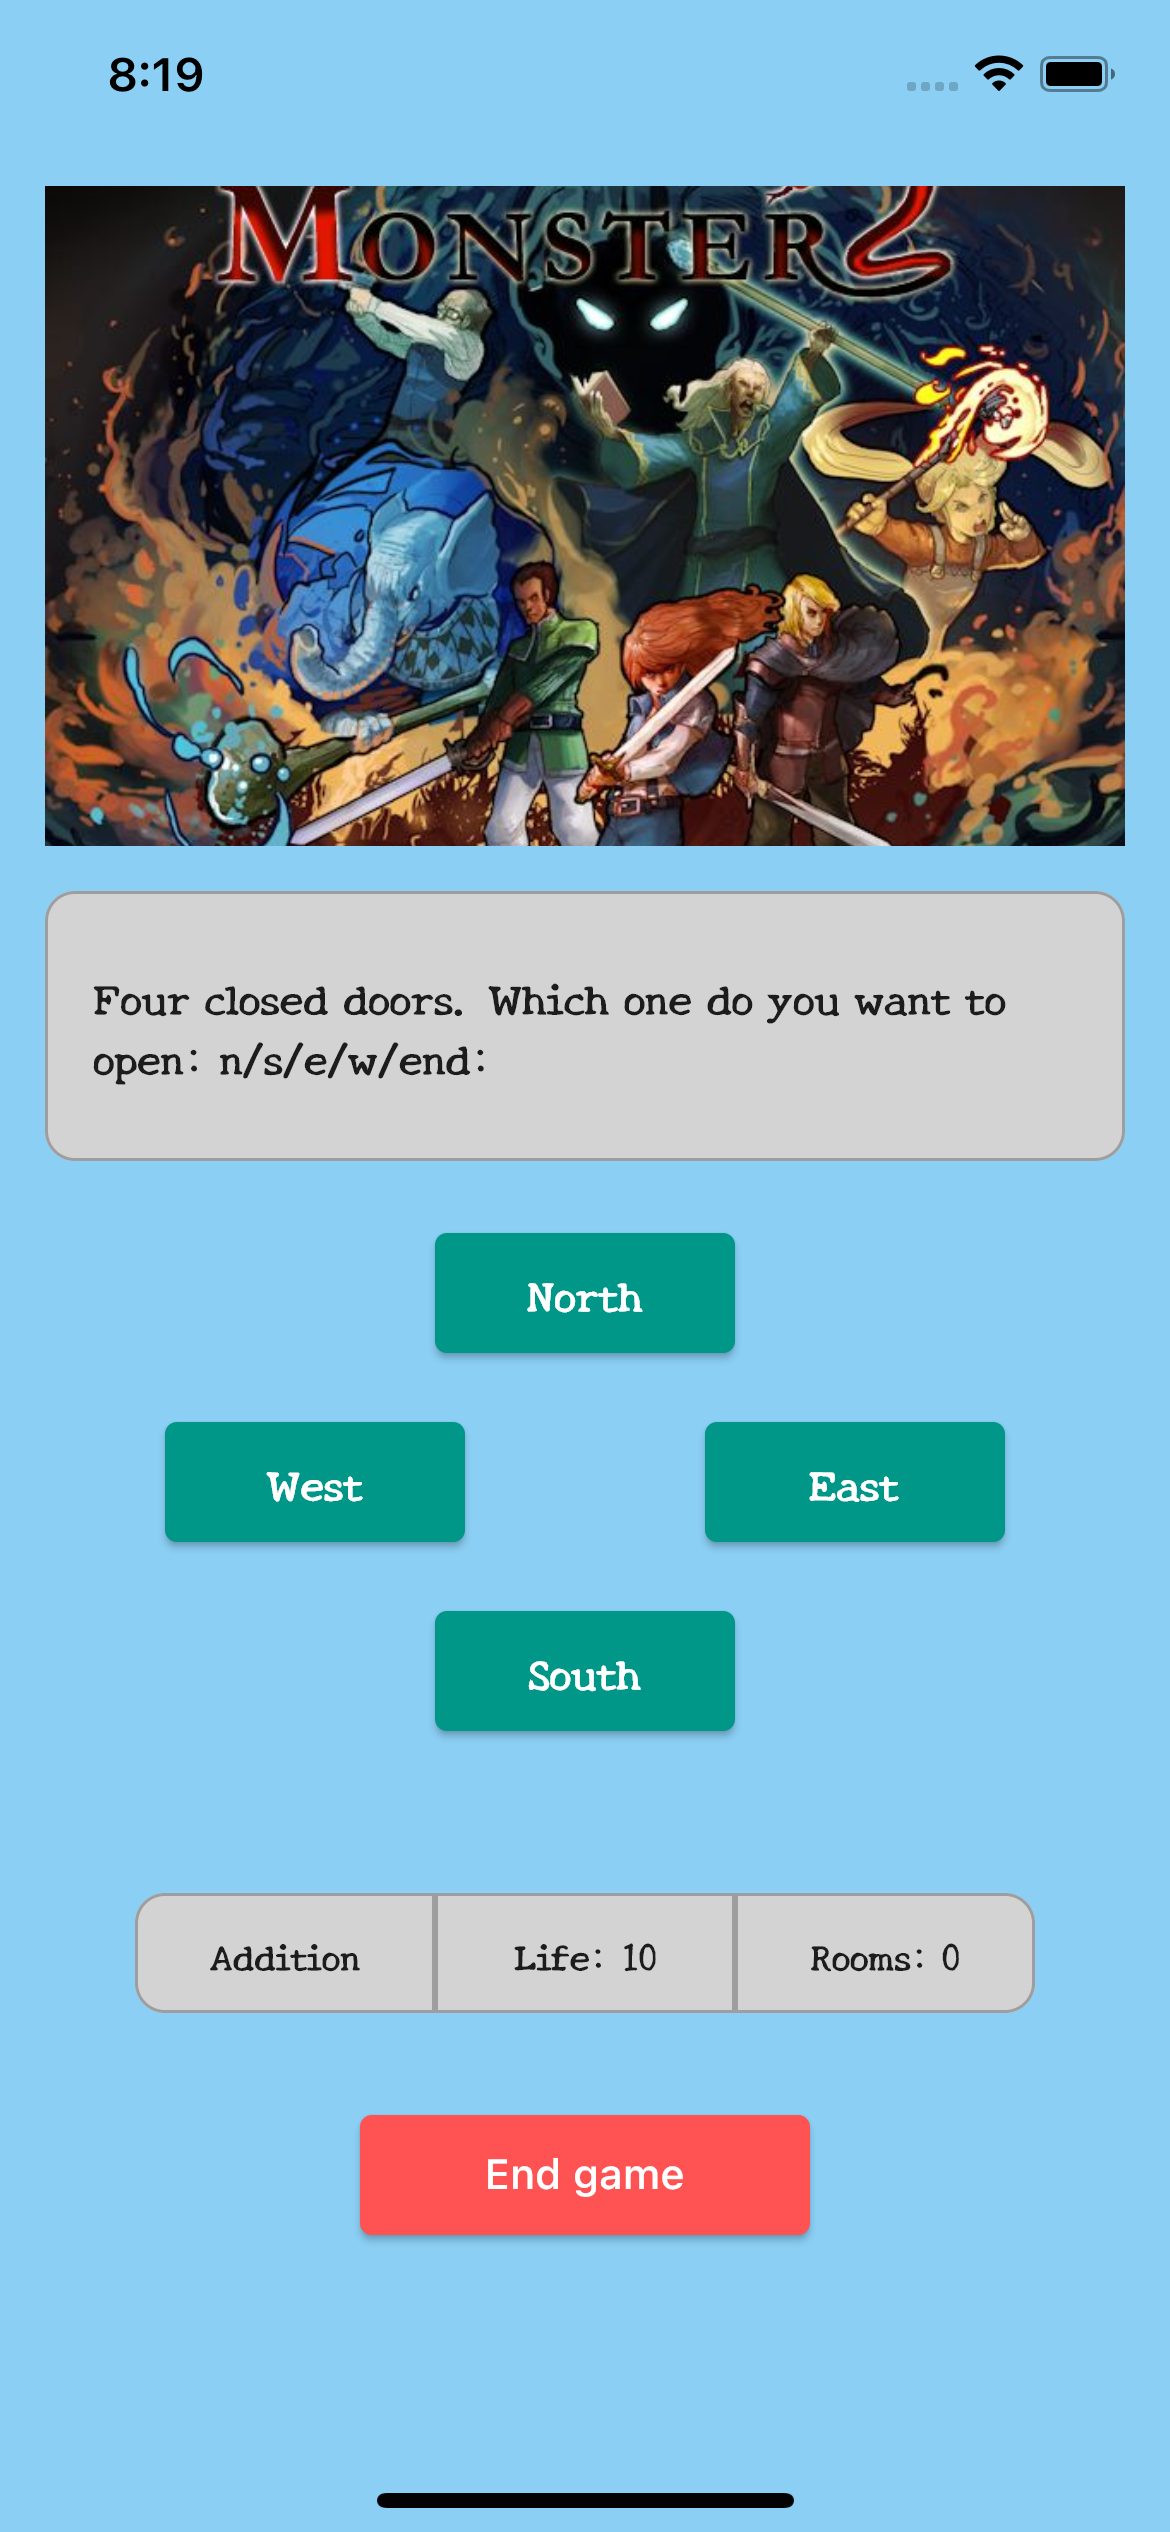 8:19
MONSTER
Four closed doors. Which one do you want to
open: n/s/e/w/end:
North
West East
South
Addition Life: 10 Rooms: 0
End game